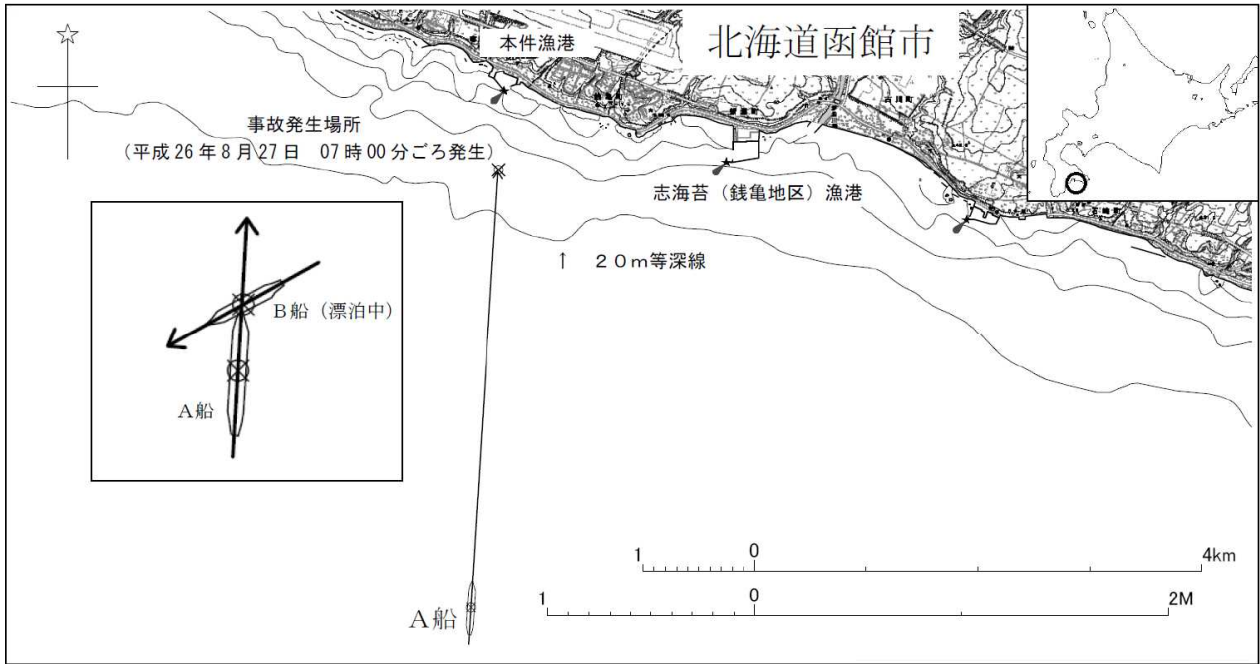 北海道函館市
本件漁港
事故発生場所
(平成26年8月27日 07時00分ごろ発生)
志海苔(銭亀地区)漁港
↑ 20m等深線
B船(漂泊中)
A船
A船
1 0 4km
1 0 2M